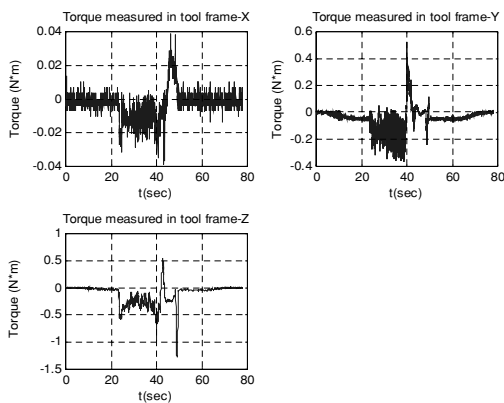 Torque measured in tool frame-X
Torque (N*m)
0.04
0.02
0
-0.02
-0.04
0 20 40 60 80
t(sec)
Torque measured in tool frame-Y
Torque (N*m)
0.6
0.4
0.2
0
-0.2
-0.4
0 20 40 60 80
t(sec)
Torque measured in tool frame-Z
Torque (N*m)
1
0.5
0
-0.5
-1
-1.5
0 20 40 60 80
t(sec)